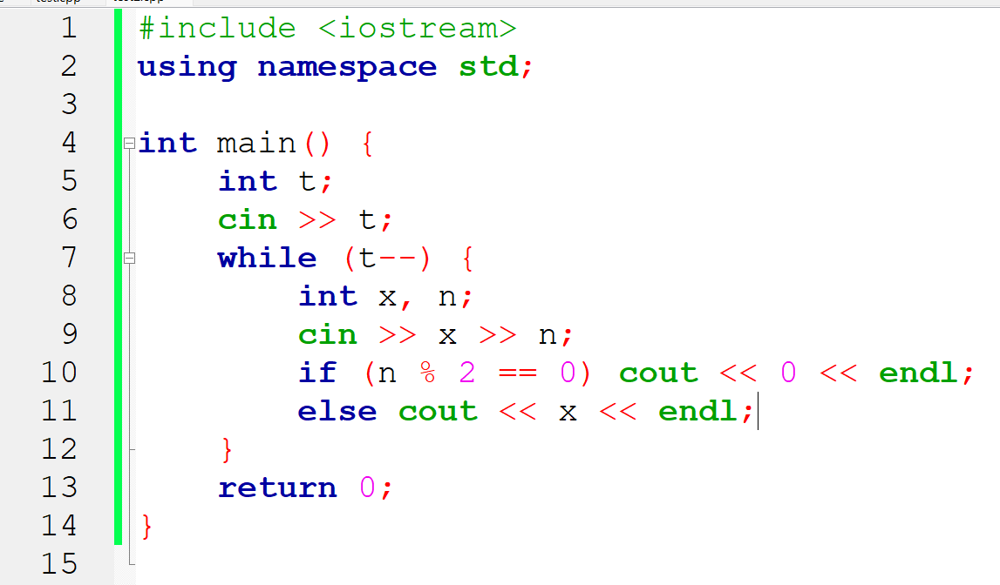 1 #include <iostream>
2 using namespace std;
3
4 int main() {
5     int t;
6     cin >> t;
7     while (t--) {
8         int x, n;
9         cin >> x >> n;
10         if (n % 2 == 0) cout << 0 << endl;
11         else cout << x << endl;
12     }
13     return 0;
14 }
15